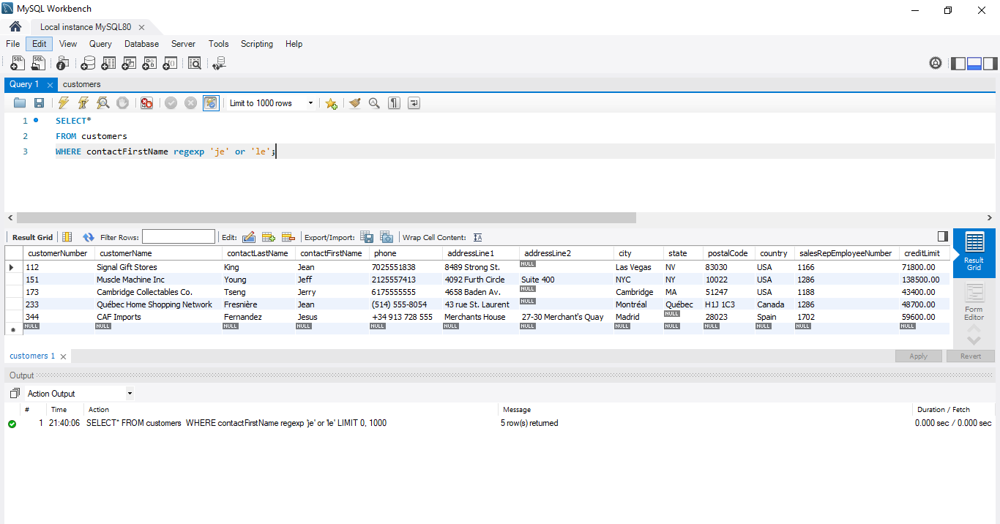 MySQL Workbench
Local instance MySQL80
File Edit View Query Database Server Tools Scripting Help
Query 1 customers
Limit to 1000 rows
1 SELECT*
2 FROM customers
3 WHERE contactFirstName regexp 'je' or 'le';
Result Grid Filter Rows: Edit: Export/Import: Wrap Cell Content:
customerNumber customerName contactLastName contactFirstName phone addressLine1 addressLine2 city state postalCode country salesRepEmployeeNumber creditLimit
112 Signal Gift Stores King Jean 7025551838 8489 Strong St. NULL Las Vegas NV 83030 USA 1166 71800.00
151 Muscle Machine Inc Young Jeff 2125557413 4092 Furth Circle Suite 400 NYC NY 10022 USA 1286 138500.00
173 Cambridge Collectables Co. Tseng Jerry 6175555555 4658 Baden Av. NULL Cambridge MA 51247 USA 1188 43400.00
233 Québec Home Shopping Network Fresnière Jean (514) 555-8054 43 rue St. Laurent NULL Montréal Québec H1J 1C3 Canada 1286 48700.00
344 CAF Imports Fernandez Jesus +34 913 728 555 Merchants House 27-30 Merchant's Quay Madrid NULL 28023 Spain 1702 59600.00
NULL NULL NULL NULL NULL NULL NULL NULL NULL NULL NULL NULL NULL
Result
Grid
Form
Editor
customers 1 Apply Revert
Output
Action Output
# Time Action Message Duration / Fetch
1 21:40:06 SELECT* FROM customers WHERE contactFirstName regexp 'je' or 'le' LIMIT 0, 1000 5 row(s) returned 0.000 sec / 0.000 sec